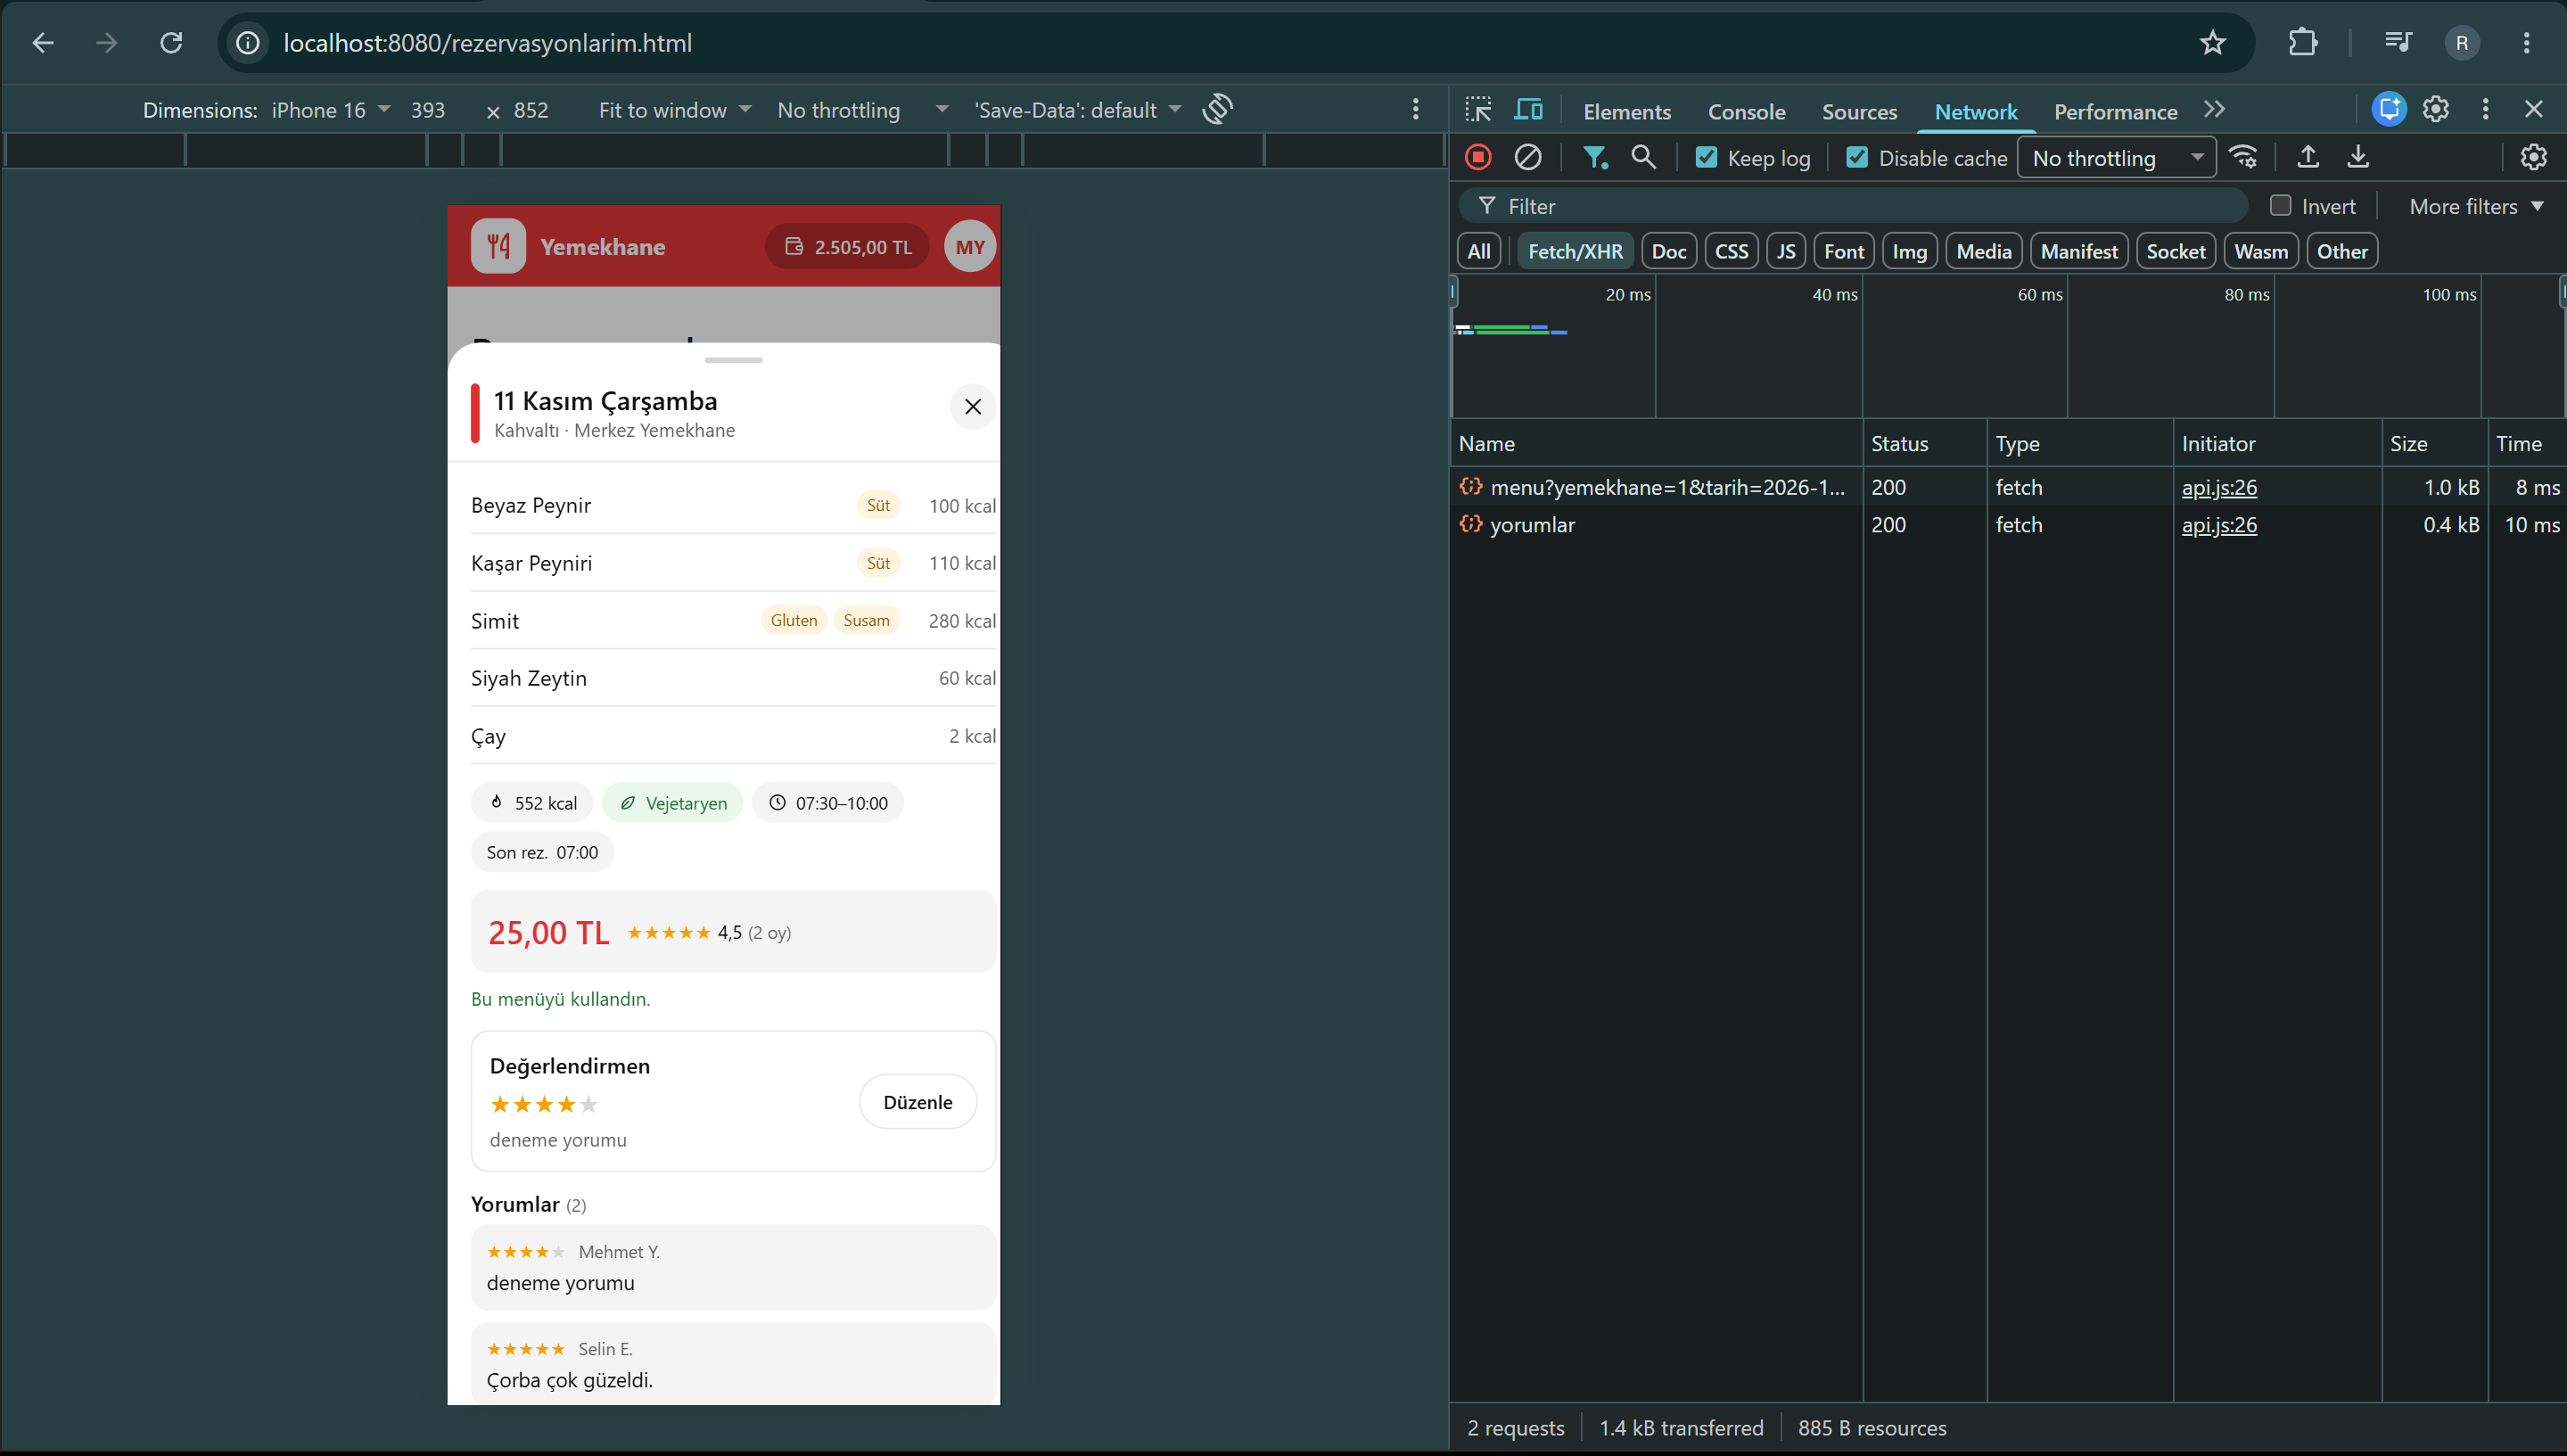 localhost:8080/rezervasyonlarim.html
R
Dimensions: iPhone 16 393 × 852 Fit to window No throttling 'Save-Data': default
Elements Console Sources Network Performance
Keep log Disable cache No throttling
Filter Invert More filters
All Fetch/XHR Doc CSS JS Font Img Media Manifest Socket Wasm Other
20 ms 40 ms 60 ms 80 ms 100 ms
Name Status Type Initiator Size Time
menu?yemekhane=1&tarih=2026-1... 200 fetch api.js:26 1.0 kB 8 ms
yorumlar 200 fetch api.js:26 0.4 kB 10 ms
2 requests 1.4 kB transferred 885 B resources
Yemekhane 2.505,00 TL MY
11 Kasım Çarşamba
Kahvaltı · Merkez Yemekhane
Beyaz Peynir Süt 100 kcal
Kaşar Peyniri Süt 110 kcal
Simit Gluten Susam 280 kcal
Siyah Zeytin 60 kcal
Çay 2 kcal
552 kcal Vejetaryen 07:30–10:00
Son rez. 07:00
25,00 TL ★★★★★ 4,5 (2 oy)
Bu menüyü kullandın.
Değerlendirmen
★★★★★
Düzenle
deneme yorumu
Yorumlar (2)
★★★★★ Mehmet Y.
deneme yorumu
★★★★★ Selin E.
Çorba çok güzeldi.